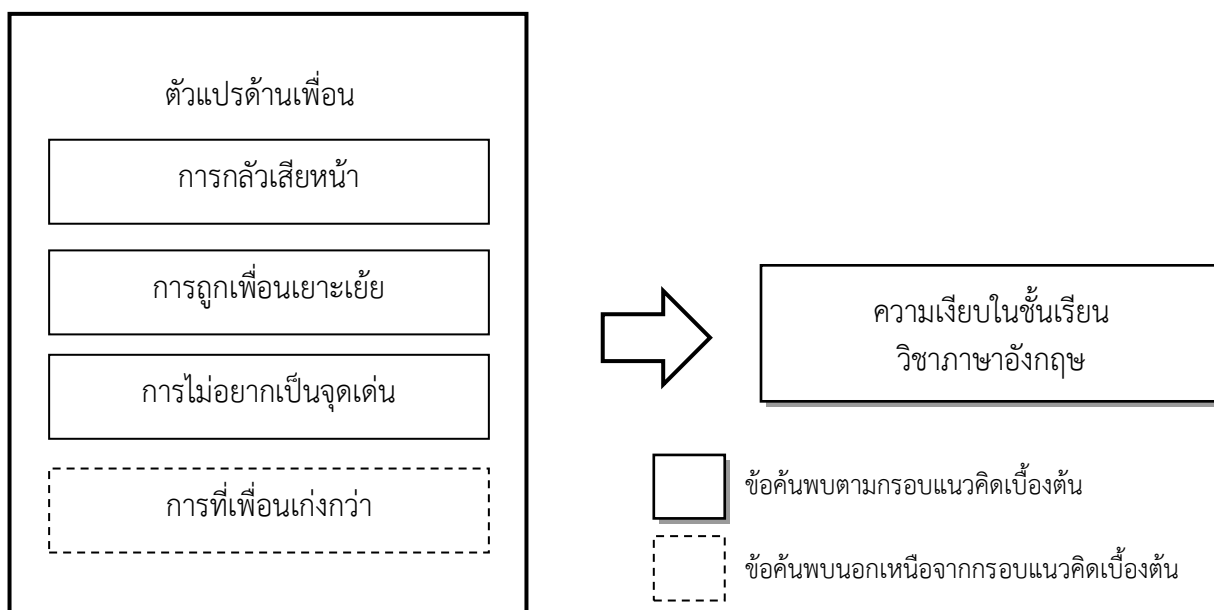 ตัวแปรด้านเพื่อน
การกลัวเสียหน้า
การถูกเพื่อนเยาะเย้ย
การไม่อยากเป็นจุดเด่น
การที่เพื่อนเก่งกว่า
ความเงียบในชั้นเรียน
วิชาภาษาอังกฤษ
ข้อค้นพบตามกรอบแนวคิดเบื้องต้น
ข้อค้นพบนอกเหนือจากกรอบแนวคิดเบื้องต้น